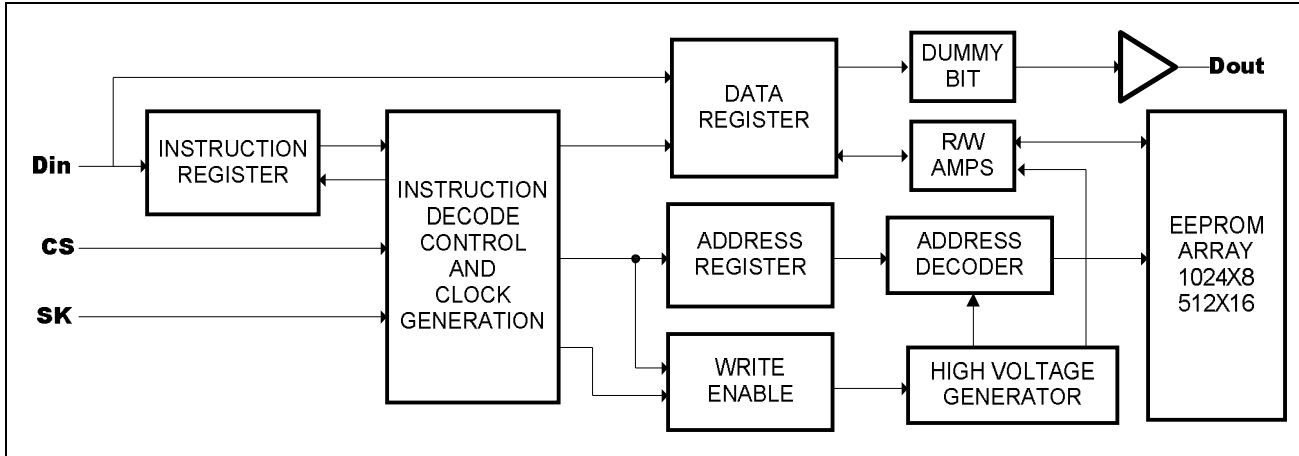 DUMMY
BIT
Dout
DATA
REGISTER
R/W
AMPS
Din
INSTRUCTION
REGISTER
INSTRUCTION
DECODE
CONTROL
AND
CLOCK
GENERATION
CS
SK
ADDRESS
REGISTER
ADDRESS
DECODER
EEPROM
ARRAY
1024X8
512X16
WRITE
ENABLE
HIGH VOLTAGE
GENERATOR